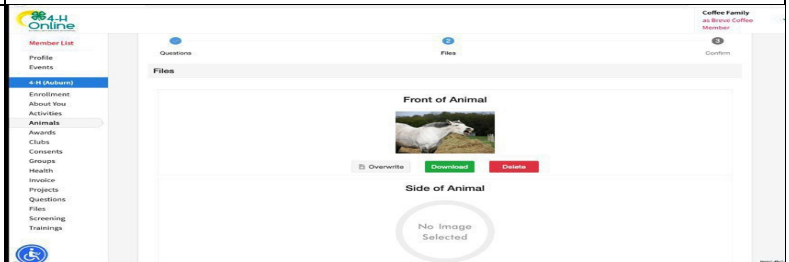 4-H
Online
Coffee Family
as Breve Coffee
Member
Member List
Profile
Events
4-H (Auburn)
Enrollment
About You
Activities
Animals
Awards
Clubs
Consents
Groups
Health
Invoice
Projects
Questions
Files
Screening
Trainings
Questions
2
Files
3
Confirm
Files
Front of Animal
Overwrite
Download
Delete
Side of Animal
No Image
Selected